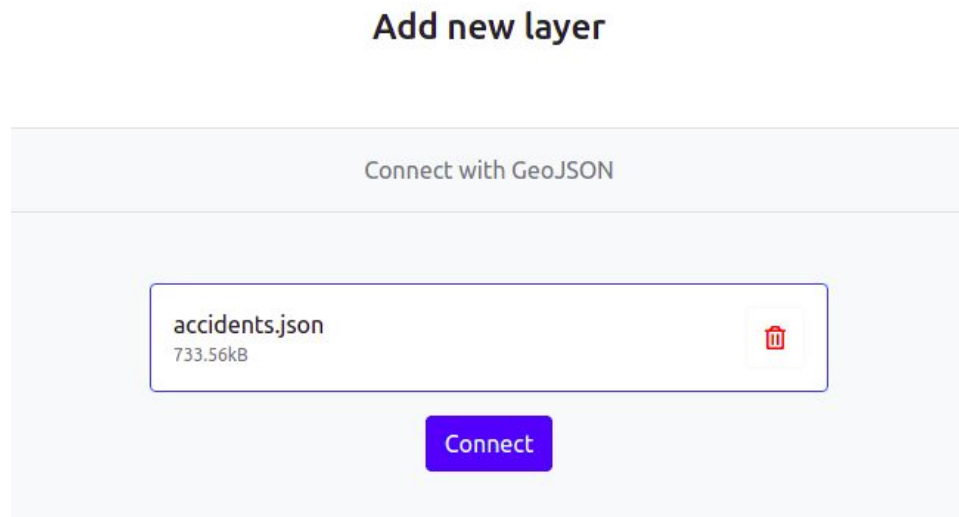 Add new layer
Connect with GeoJSON
accidents.json
733.56kB
Connect